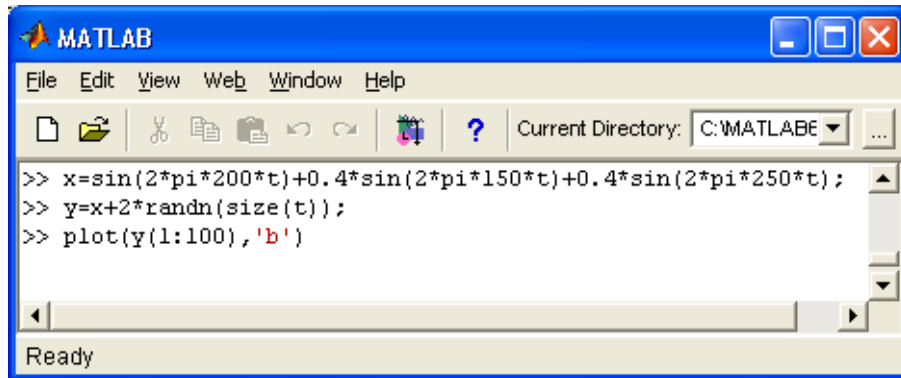 MATLAB
File Edit View Web Window Help
Current Directory: C:\MATLAB6
...
>> x=sin(2*pi*200*t)+0.4*sin(2*pi*150*t)+0.4*sin(2*pi*250*t);
>> y=x+2*randn(size(t));
>> plot(y(1:100),'b')
Ready